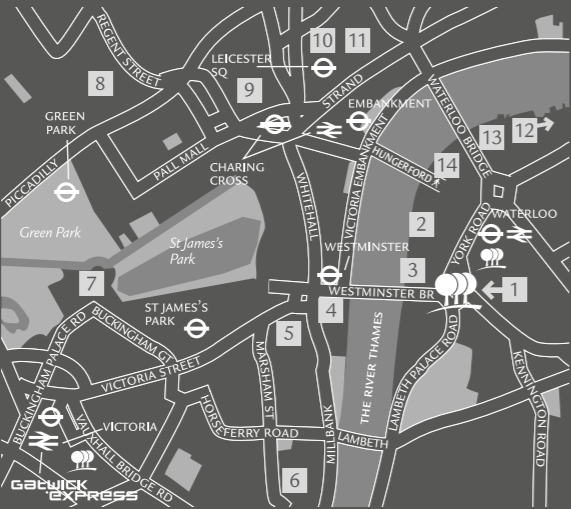 REGENT STREET
LEICESTER
SQ
10
11
8
9
STRAND
EMBANKMENT
WATERLOO BRIDGE
GREEN
PARK
PICCADILLY
PALL MALL
CHARING
CROSS
HUNGERFORD
13
12
14
WHITEHALL
VICTORIA EMBANKMENT
Green Park
St James's
Park
2
YORK ROAD
WATERLOO
WESTMINSTER
7
3
WESTMINSTER BR
1
ST JAMES'S
PARK
5
4
BUCKINGHAM PALACE RD
BUCKINGHAM GT
VICTORIA STREET
MARSHAM ST
THE RIVER THAMES
LAMBETH PALACE ROAD
KENNINGTON ROAD
HORSEFERRY ROAD
MILLBANK
LAMBETH
VICTORIA
VAUXHALL BRIDGE RD
6
GATWICK
EXPRESS